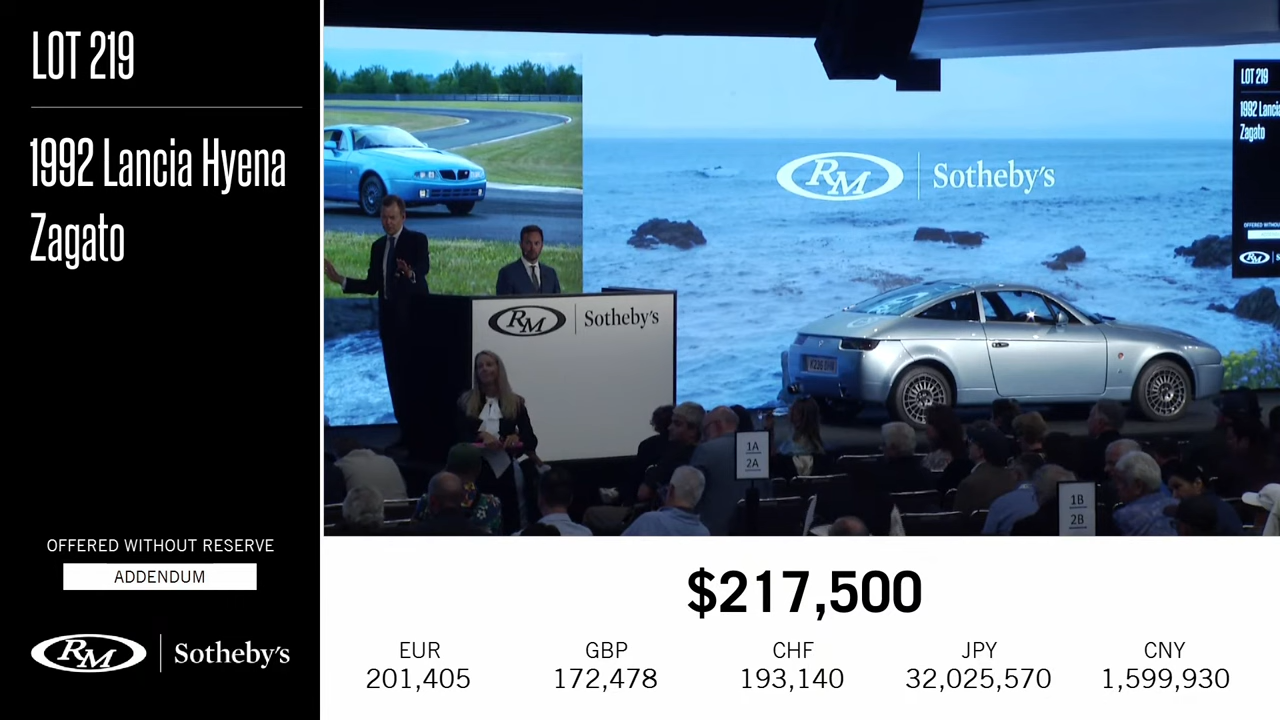 LOT 219
1992 Lancia Hyena
Zagato
OFFERED WITHOUT RESERVE
ADDENDUM
RM Sotheby's
RM Sotheby's
LOT 219
1992 Lancia
Zagato
RM
RM Sotheby's
1A
2A
1B
2B
$217,500
EUR GBP CHF JPY CNY
201,405 172,478 193,140 32,025,570 1,599,930